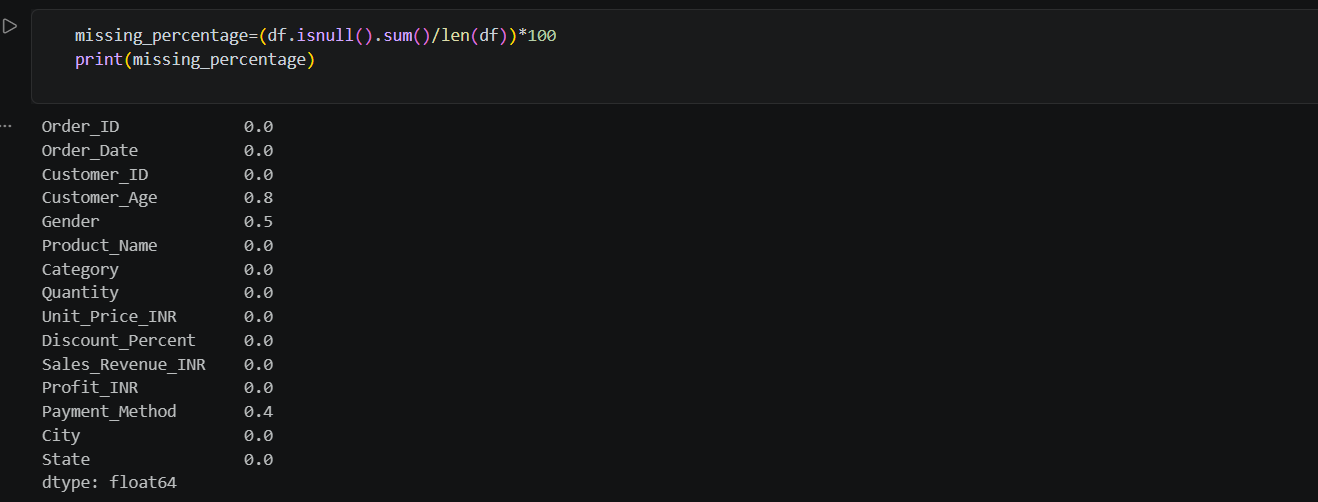 missing_percentage=(df.isnull().sum()/len(df))*100
print(missing_percentage)
Order_ID 0.0
Order_Date 0.0
Customer_ID 0.0
Customer_Age 0.8
Gender 0.5
Product_Name 0.0
Category 0.0
Quantity 0.0
Unit_Price_INR 0.0
Discount_Percent 0.0
Sales_Revenue_INR 0.0
Profit_INR 0.0
Payment_Method 0.4
City 0.0
State 0.0
dtype: float64